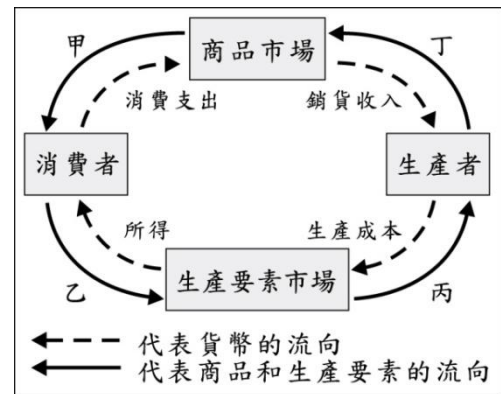 甲
商品市場
丁
消費支出
銷貨收入
消費者
生產者
所得
生產成本
乙
生產要素市場
丙
代表貨幣的流向
代表商品和生產要素的流向